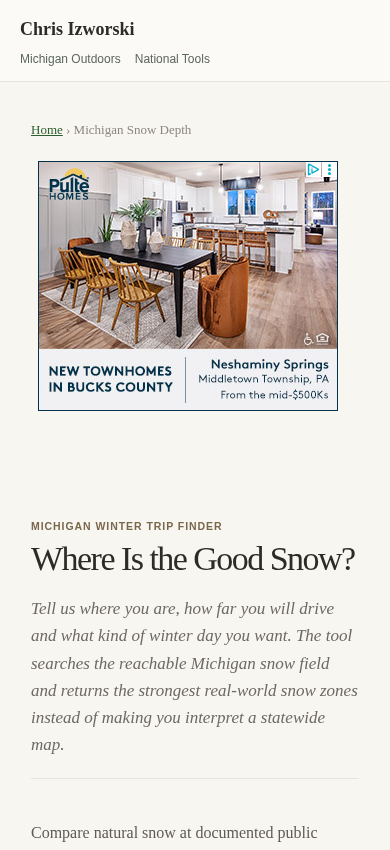 Chris Izworski
Michigan Outdoors National Tools
Home › Michigan Snow Depth
Pulte
HOMES
NEW TOWNHOMES
IN BUCKS COUNTY
Neshaminy Springs
Middletown Township, PA
From the mid-$500Ks
MICHIGAN WINTER TRIP FINDER
Where Is the Good Snow?
Tell us where you are, how far you will drive
and what kind of winter day you want. The tool
searches the reachable Michigan snow field
and returns the strongest real-world snow zones
instead of making you interpret a statewide
map.
Compare natural snow at documented public